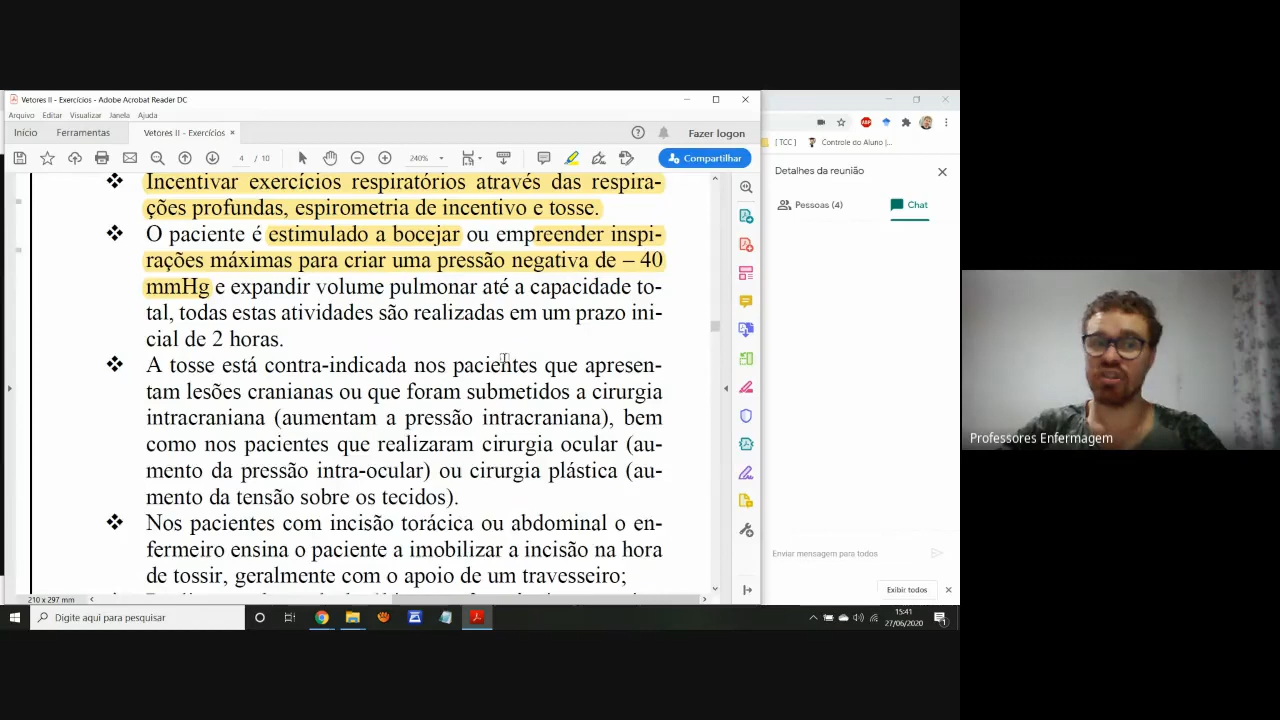 Vetores II - Exercícios - Adobe Acrobat Reader DC
Arquivo Editar Visualizar Janela Ajuda
Início Ferramentas Vetores II - Exercícios × Fazer logon
4 / 10 240% Compartilhar
Incentivar exercícios respiratórios através das respira-
ções profundas, espirometria de incentivo e tosse.
O paciente é estimulado a bocejar ou empreender inspi-
rações máximas para criar uma pressão negativa de – 40
mmHg e expandir volume pulmonar até a capacidade to-
tal, todas estas atividades são realizadas em um prazo ini-
cial de 2 horas.
A tosse está contra-indicada nos pacientes que apresen-
tam lesões cranianas ou que foram submetidos a cirurgia
intracraniana (aumentam a pressão intracraniana), bem
como nos pacientes que realizaram cirurgia ocular (au-
mento da pressão intra-ocular) ou cirurgia plástica (au-
mento da tensão sobre os tecidos).
Nos pacientes com incisão torácica ou abdominal o en-
fermeiro ensina o paciente a imobilizar a incisão na hora
de tossir, geralmente com o apoio de um travesseiro;
210 x 297 mm
ABP
[ TCC ] Controle do Aluno |...
Detalhes da reunião
Pessoas (4) Chat
Enviar mensagem para todos
Exibir todos
Professores Enfermagem
Digite aqui para pesquisar
15:41
27/06/2020
1